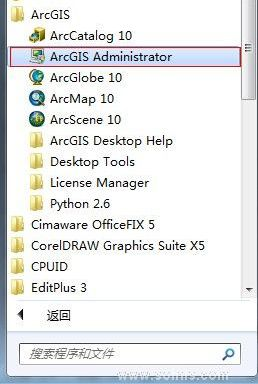 ArcGIS
ArcCatalog 10
ArcGIS Administrator
ArcGlobe 10
ArcMap 10
ArcScene 10
ArcGIS Desktop Help
Desktop Tools
License Manager
Python 2.6
Cimaware OfficeFIX 5
CorelDRAW Graphics Suite X5
CPUID
EditPlus 3
返回
搜索程序和文件